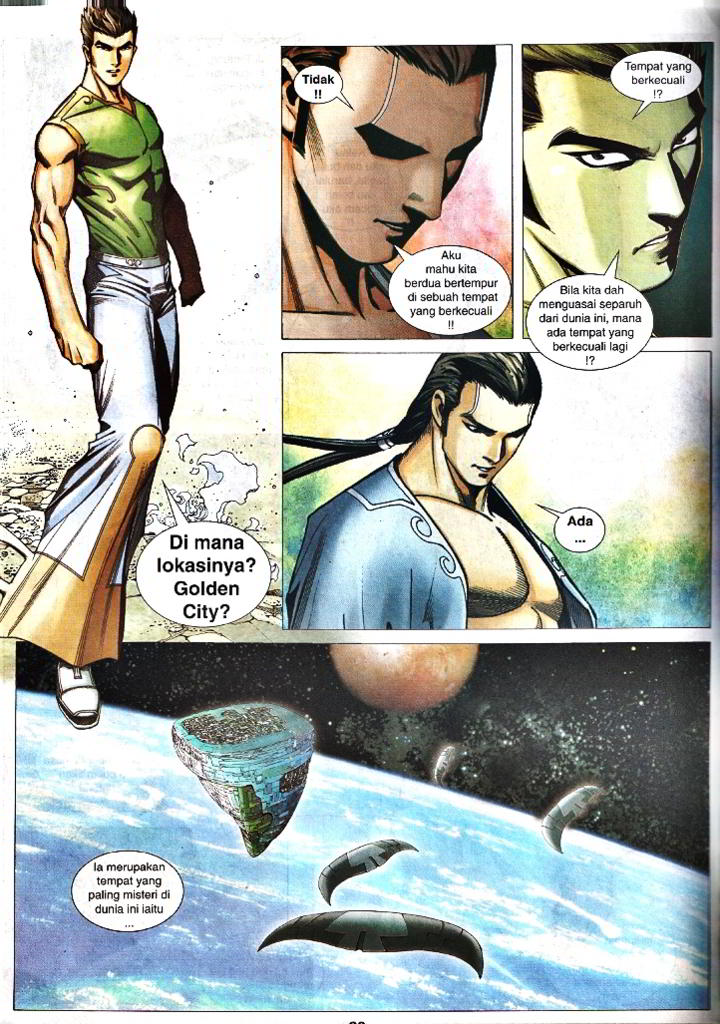 Di mana
lokasinya?
Golden
City?
Tidak
!!
Aku
mahu kita
berdua bertempur
di sebuah tempat
yang berkecuali
!!
Tempat yang
berkecuali
!?
Bila kita dah
menguasai separuh
dari dunia ini, mana
ada tempat yang
berkecuali lagi
!?
Ada
...
Ia merupakan
tempat yang
paling misteri di
dunia ini iaitu
...